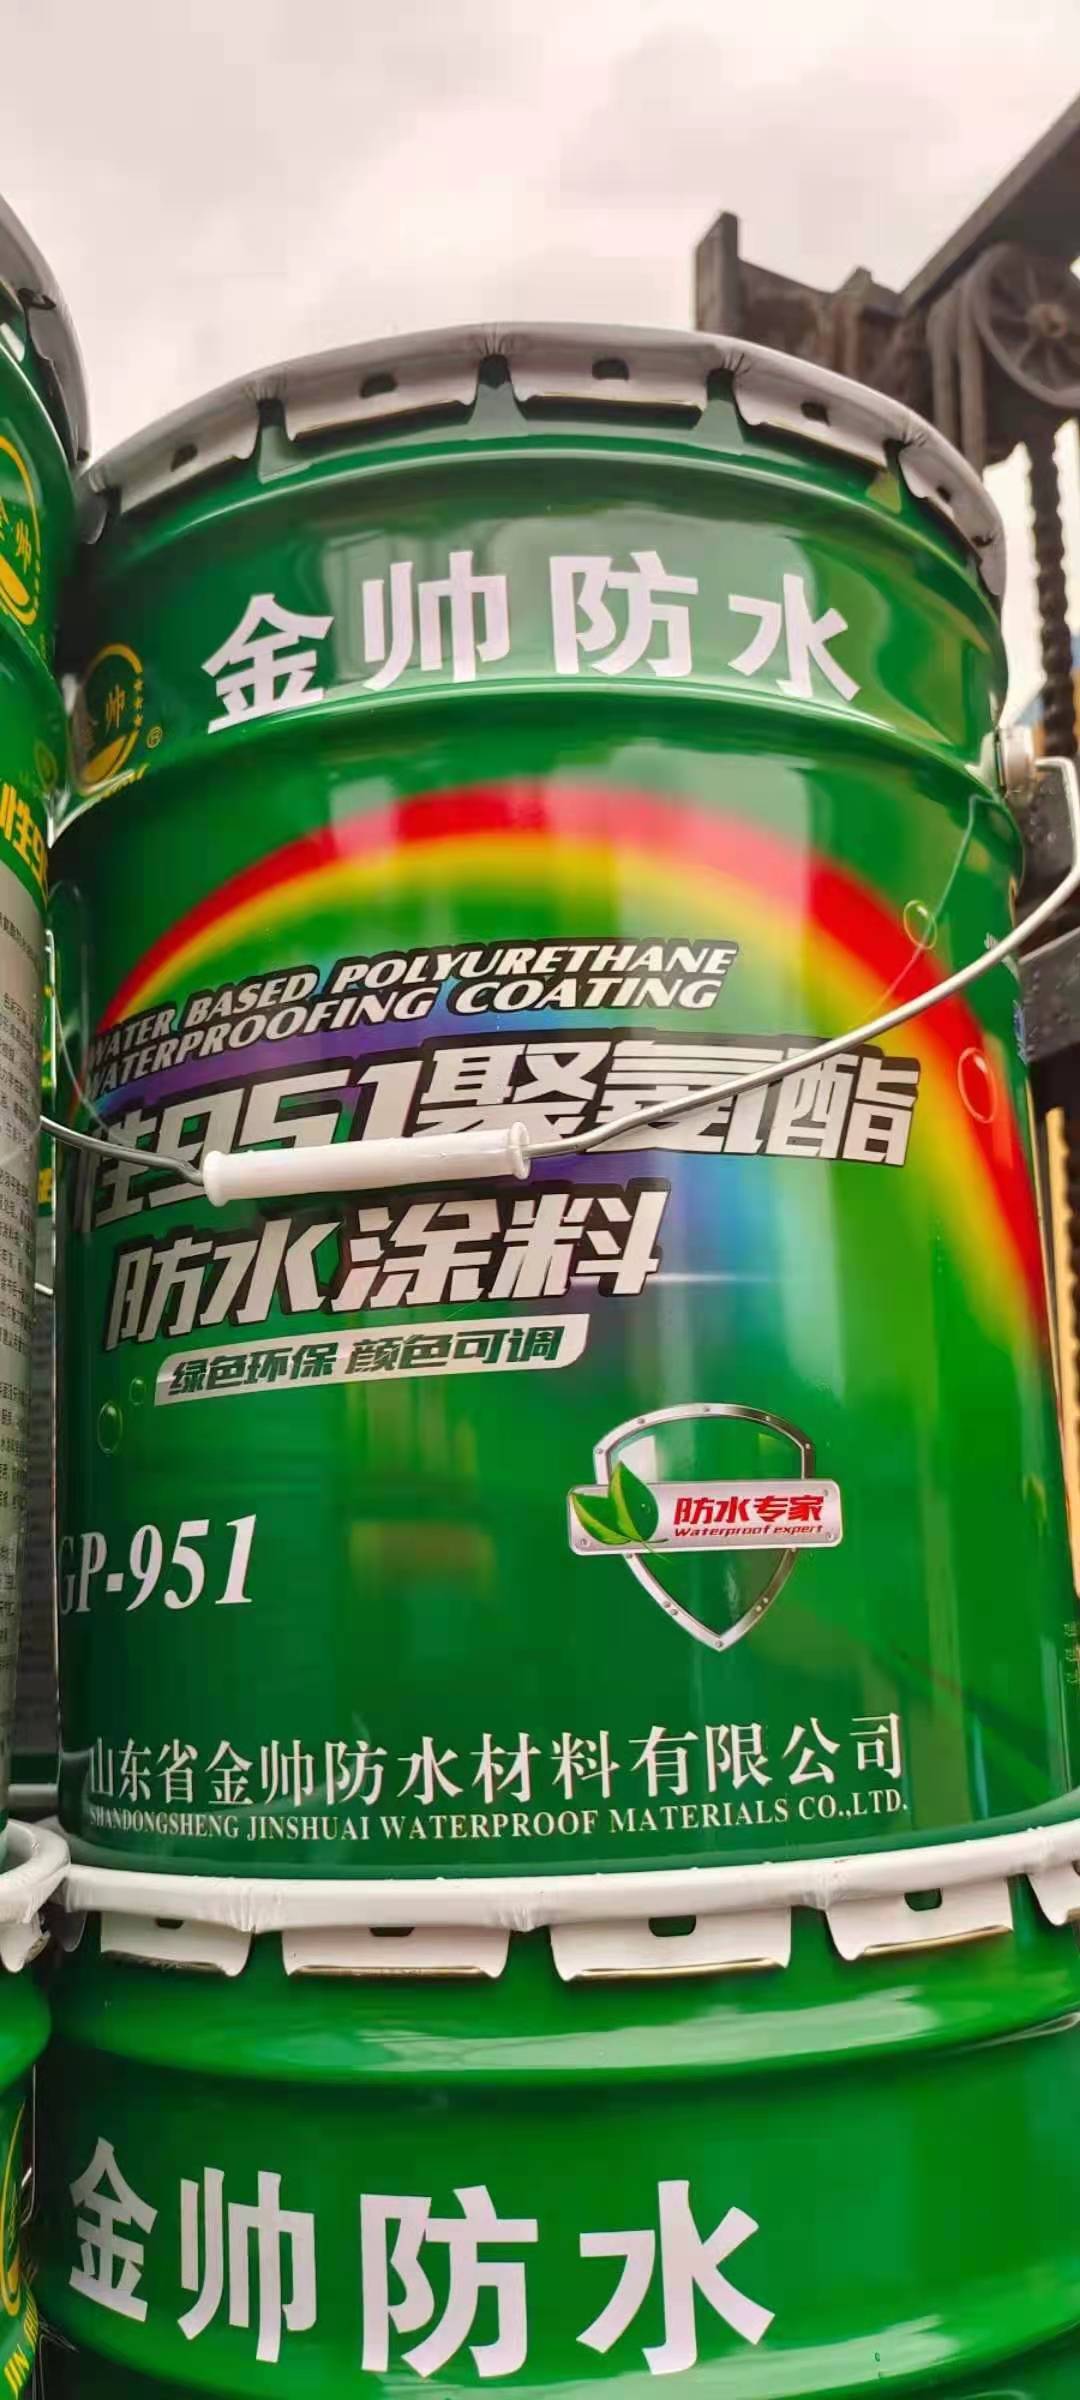 金帅防水
金帅
WATER BASED POLYURETHANE
WATERPROOFING COATING
性951聚氨酯
防水涂料
绿色环保 颜色可调
防水专家
Waterproof expert
GP-951
山东省金帅防水材料有限公司
SHANDONGSHENG JINSHUAI WATERPROOF MATERIALS CO.,LTD.
金帅防水